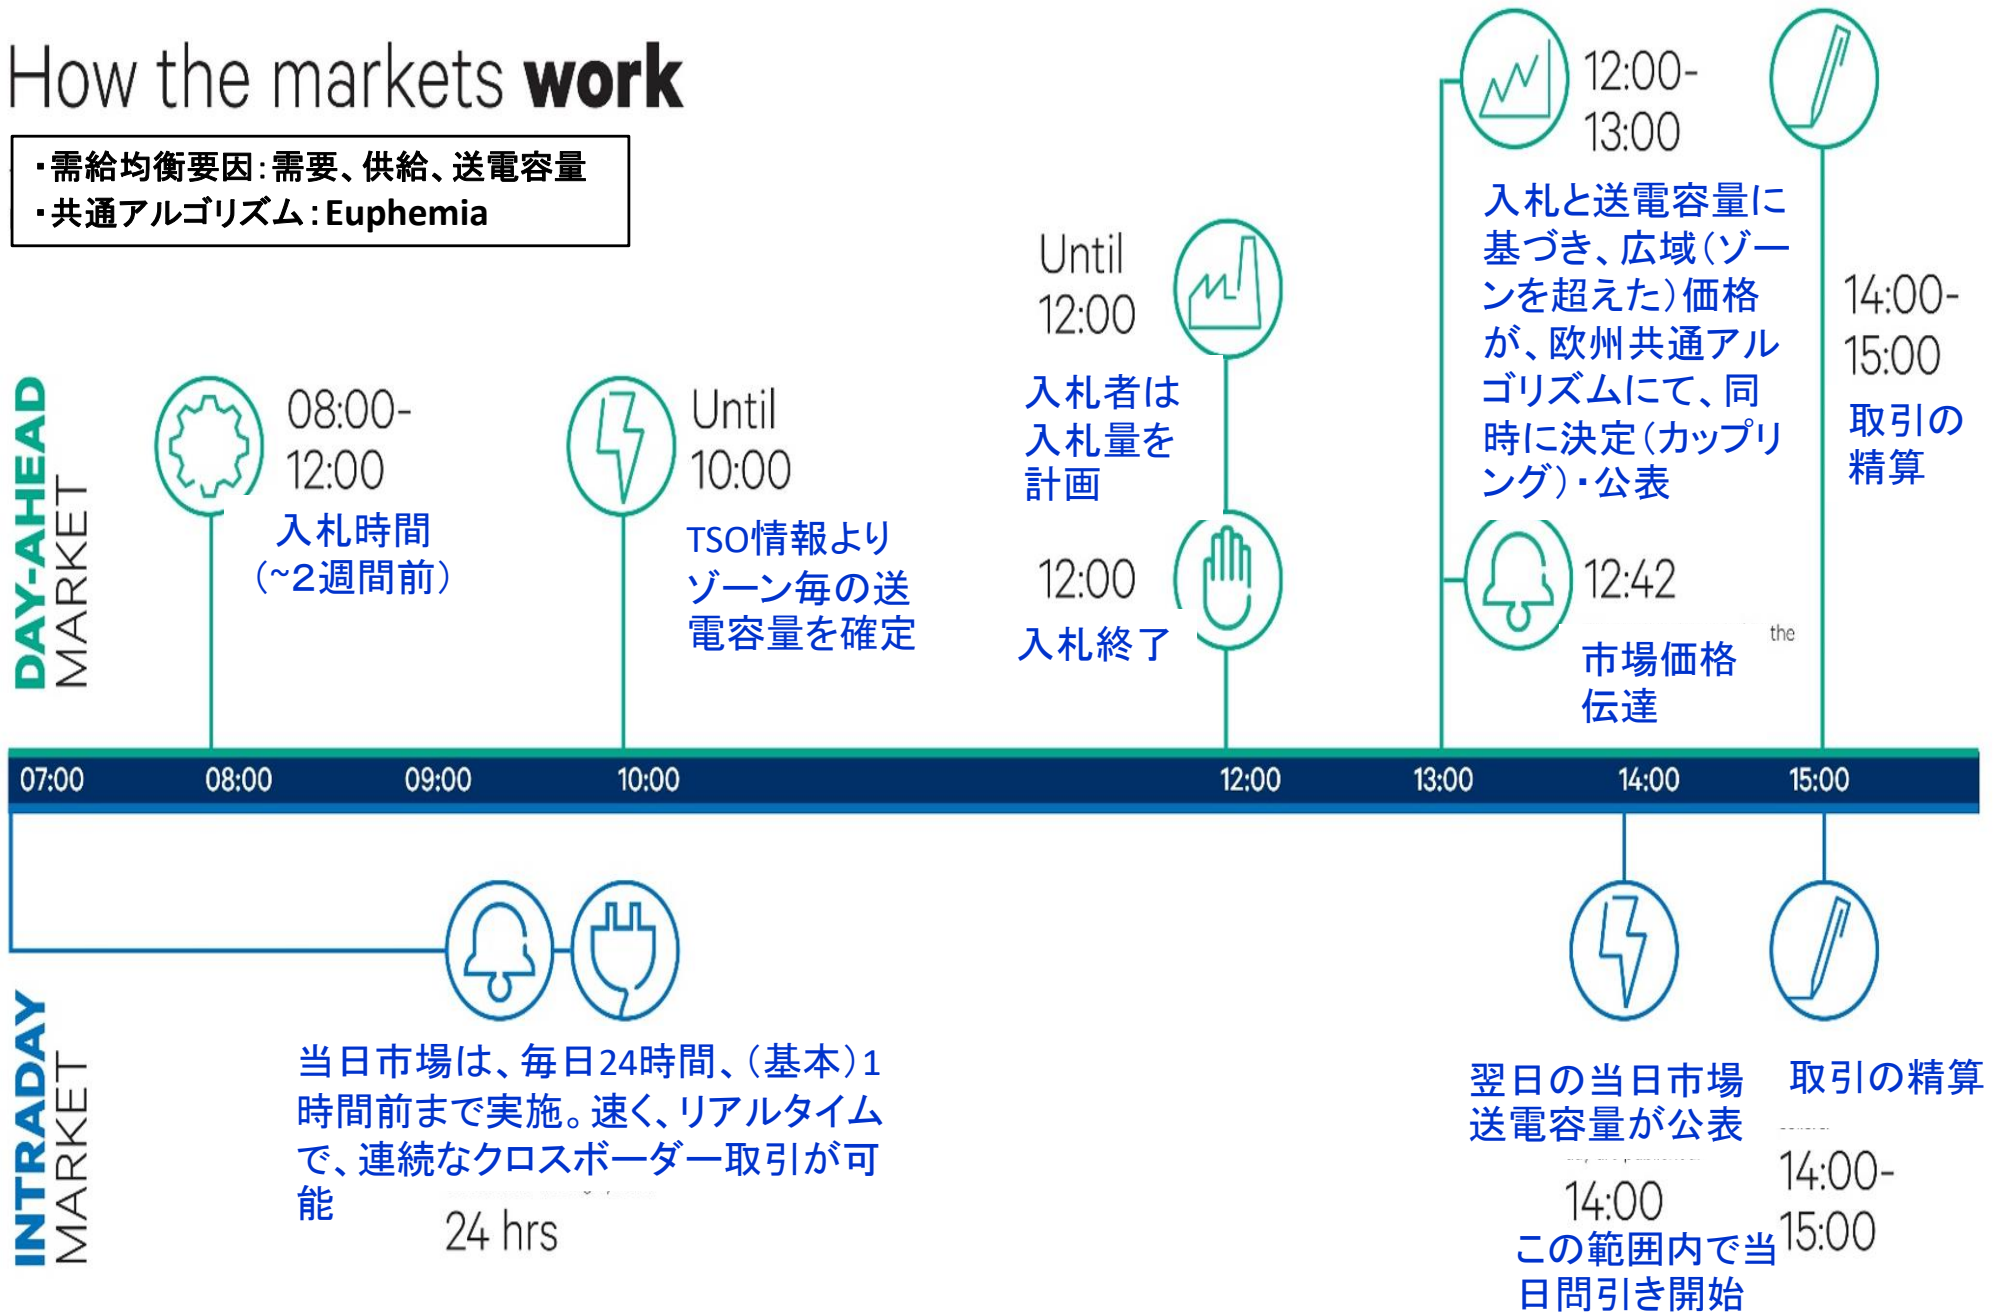 How the markets work
・需給均衡要因：需要、供給、送電容量
・共通アルゴリズム：Euphemia
DAY-AHEAD
MARKET
08:00-
12:00
入札時間
（~２週間前）
Until
10:00
TSO情報より
ゾーン毎の送
電容量を確定
Until
12:00
入札者は
入札量を
計画
12:00
入札終了
12:00-
13:00
入札と送電容量に
基づき、広域（ゾー
ンを超えた）価格
が、欧州共通アル
ゴリズムにて、同
時に決定（カップリ
ング）・公表
12:42
the
市場価格
伝達
14:00-
15:00
取引の
精算
07:00 08:00 09:00 10:00 12:00 13:00 14:00 15:00
INTRADAY
MARKET
当日市場は、毎日24時間、（基本）1
時間前まで実施。速く、リアルタイム
で、連続なクロスボーダー取引が可
能
24 hrs
翌日の当日市場
送電容量が公表
14:00
この範囲内で当
日問引き開始
取引の精算
14:00-
15:00